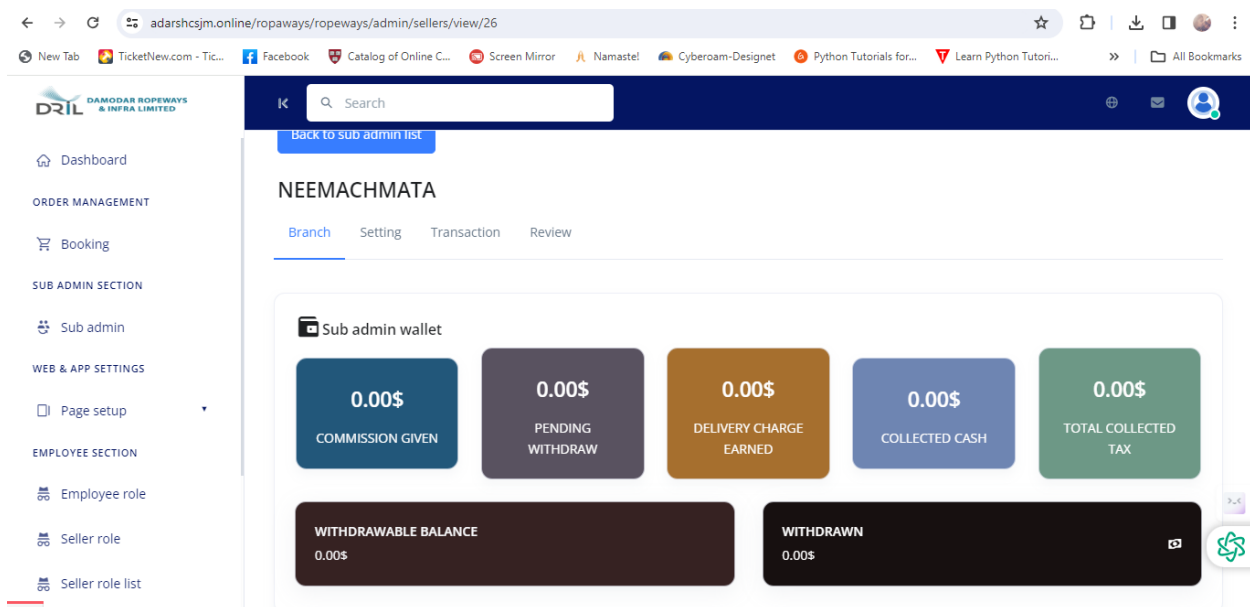 adarshcsjm.online/ropaways/ropeways/admin/sellers/view/26
New Tab
TicketNew.com - Tic...
Facebook
Catalog of Online C...
Screen Mirror
Namaste!
Cyberoam-Designet
Python Tutorials for...
Learn Python Tutori...
»
All Bookmarks
DRIL
DAMODAR ROPEWAYS
& INFRA LIMITED
Search
Dashboard
ORDER MANAGEMENT
Booking
SUB ADMIN SECTION
Sub admin
WEB & APP SETTINGS
Page setup
EMPLOYEE SECTION
Employee role
Seller role
Seller role list
Back to sub admin list
NEEMACHMATA
Branch
Setting
Transaction
Review
Sub admin wallet
0.00$
COMMISSION GIVEN
0.00$
PENDING
WITHDRAW
0.00$
DELIVERY CHARGE
EARNED
0.00$
COLLECTED CASH
0.00$
TOTAL COLLECTED
TAX
WITHDRAWABLE BALANCE
0.00$
WITHDRAWN
0.00$